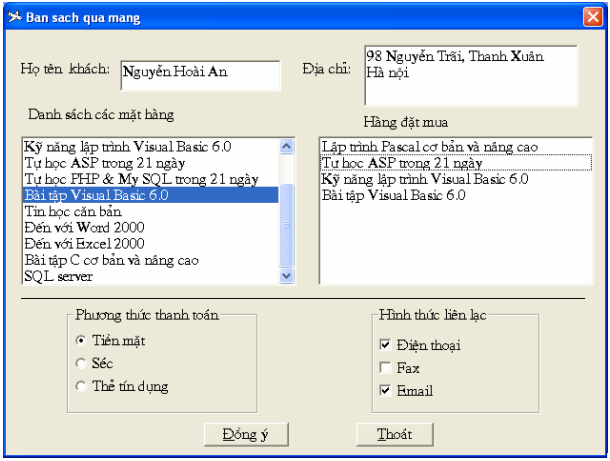 Ban sach qua mang
Họ tên khách: Nguyễn Hoài An
Địa chỉ: 98 Nguyễn Trãi, Thanh Xuân
Hà nội
Danh sách các mặt hàng
Kỹ năng lập trình Visual Basic 6.0
Tự học ASP trong 21 ngày
Tự học PHP & My SQL trong 21 ngày
Bài tập Visual Basic 6.0
Tin học căn bản
Đến với Word 2000
Đến với Excel 2000
Bài tập C cơ bản và nâng cao
SQL server
Hàng đặt mua
Lập trình Pascal cơ bản và nâng cao
Tự học ASP trong 21 ngày
Kỹ năng lập trình Visual Basic 6.0
Bài tập Visual Basic 6.0
Phương thức thanh toán
Tiền mặt
Séc
Thẻ tín dụng
Hình thức liên lạc
Điện thoại
Fax
Email
Đồng ý
Thoát